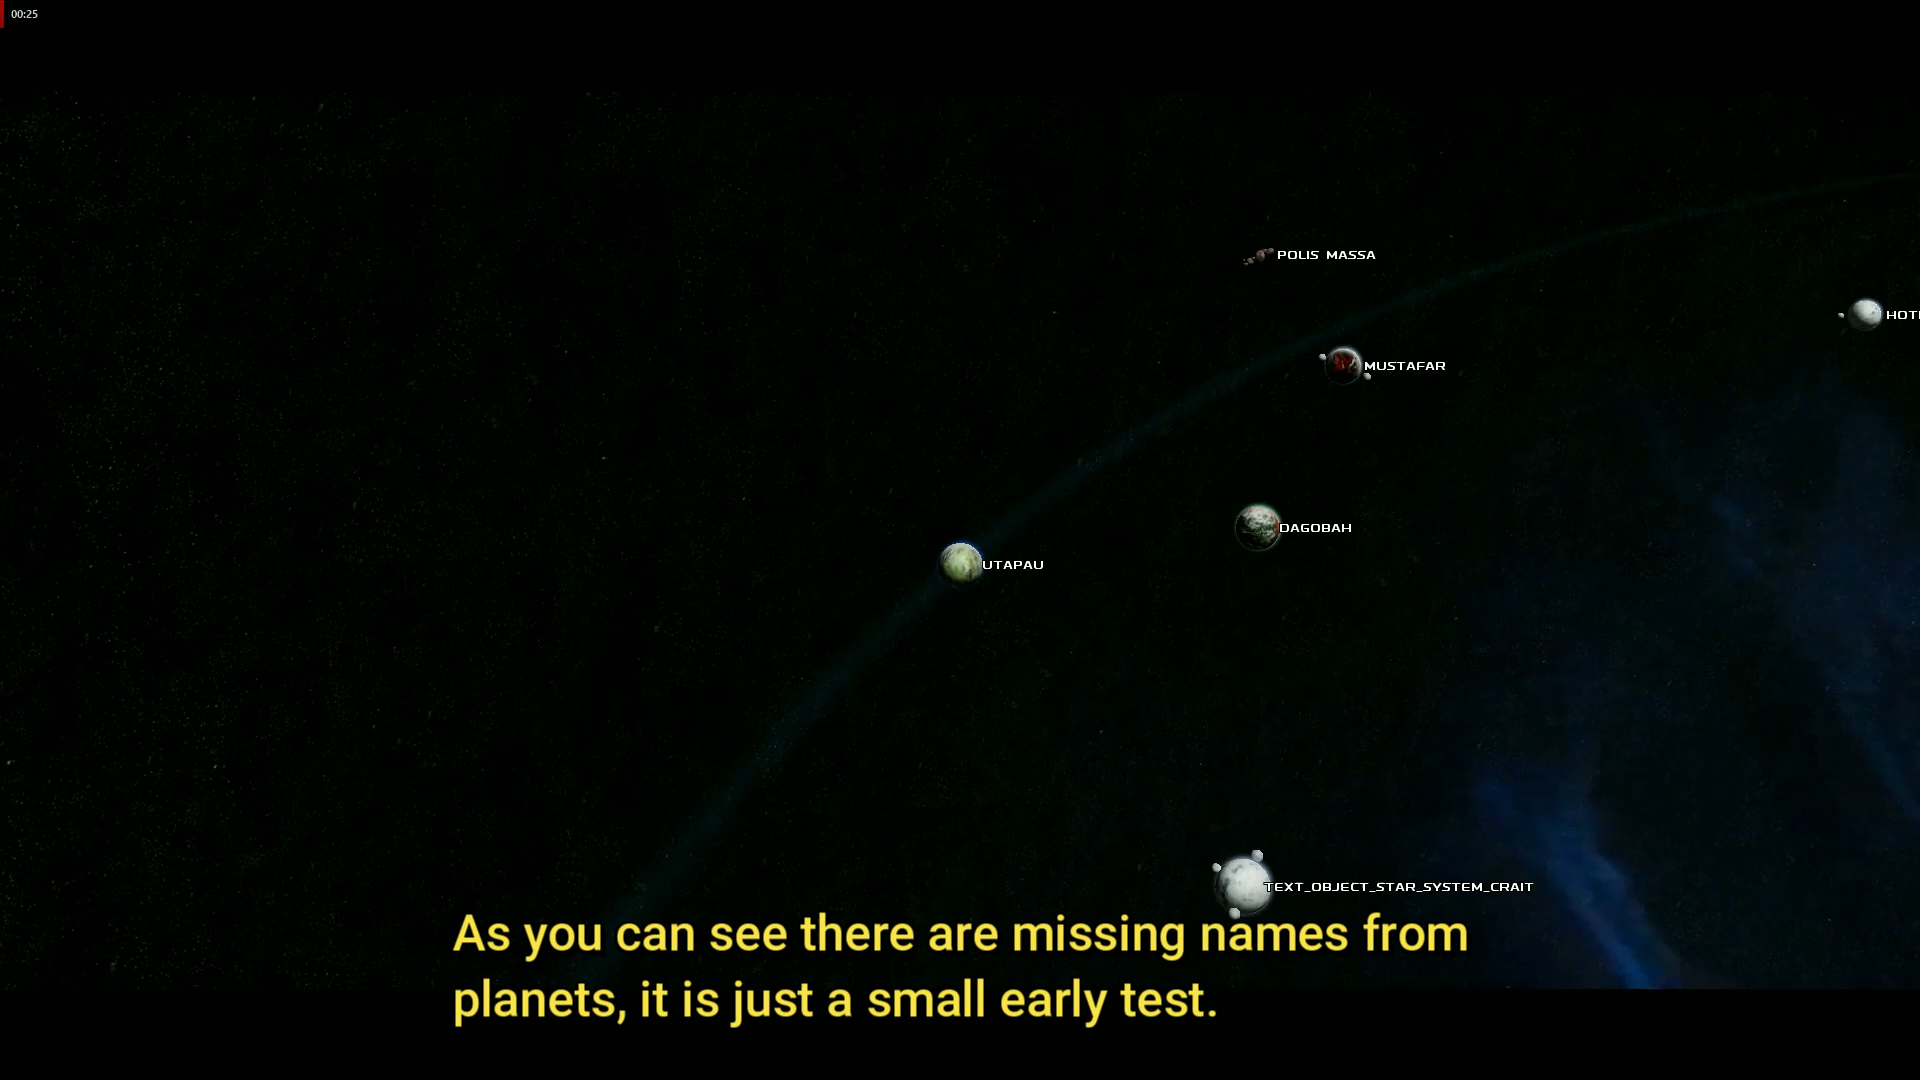 00:25
POLIS MASSA
HOTH
MUSTAFAR
DAGOBAH
UTAPAU
TEXT_OBJECT_STAR_SYSTEM_CRAIT
As you can see there are missing names from
planets, it is just a small early test.